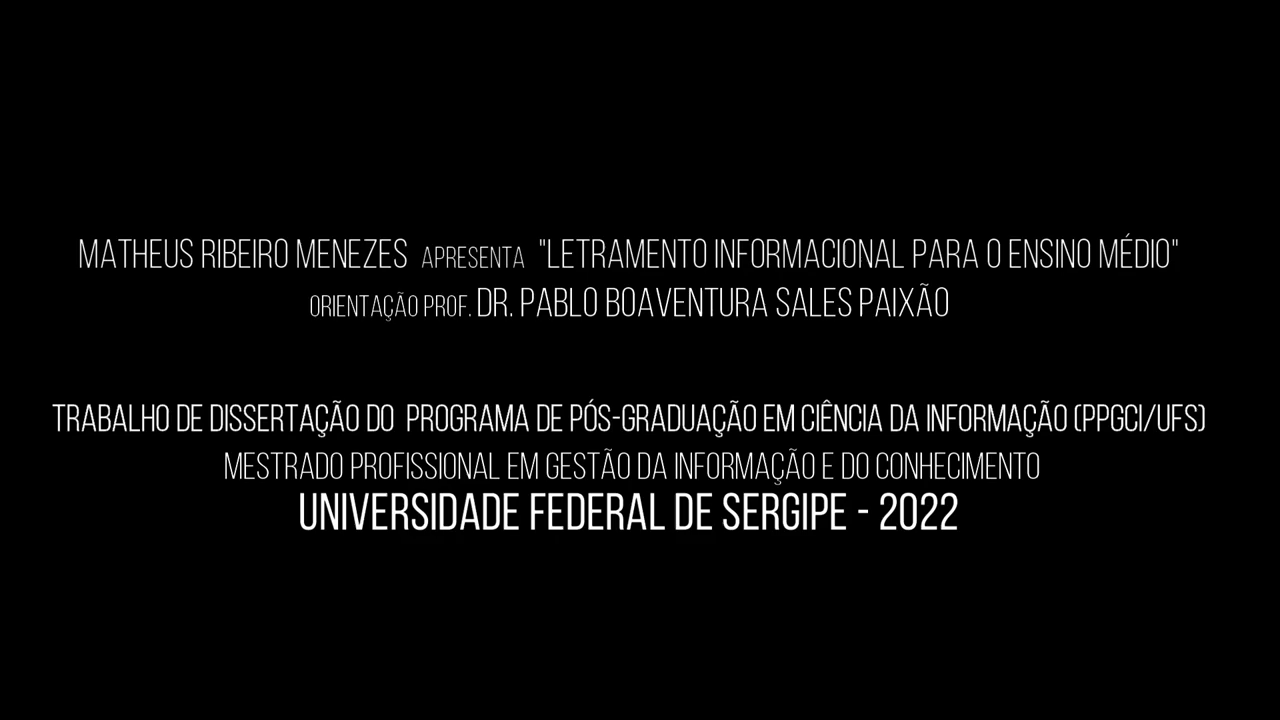 MATHEUS RIBEIRO MENEZES APRESENTA "LETRAMENTO INFORMACIONAL PARA O ENSINO MÉDIO"
ORIENTAÇÃO PROF. DR. PABLO BOAVENTURA SALES PAIXÃO
TRABALHO DE DISSERTAÇÃO DO PROGRAMA DE PÓS-GRADUAÇÃO EM CIÊNCIA DA INFORMAÇÃO (PPGCI/UFS)
MESTRADO PROFISSIONAL EM GESTÃO DA INFORMAÇÃO E DO CONHECIMENTO
UNIVERSIDADE FEDERAL DE SERGIPE - 2022